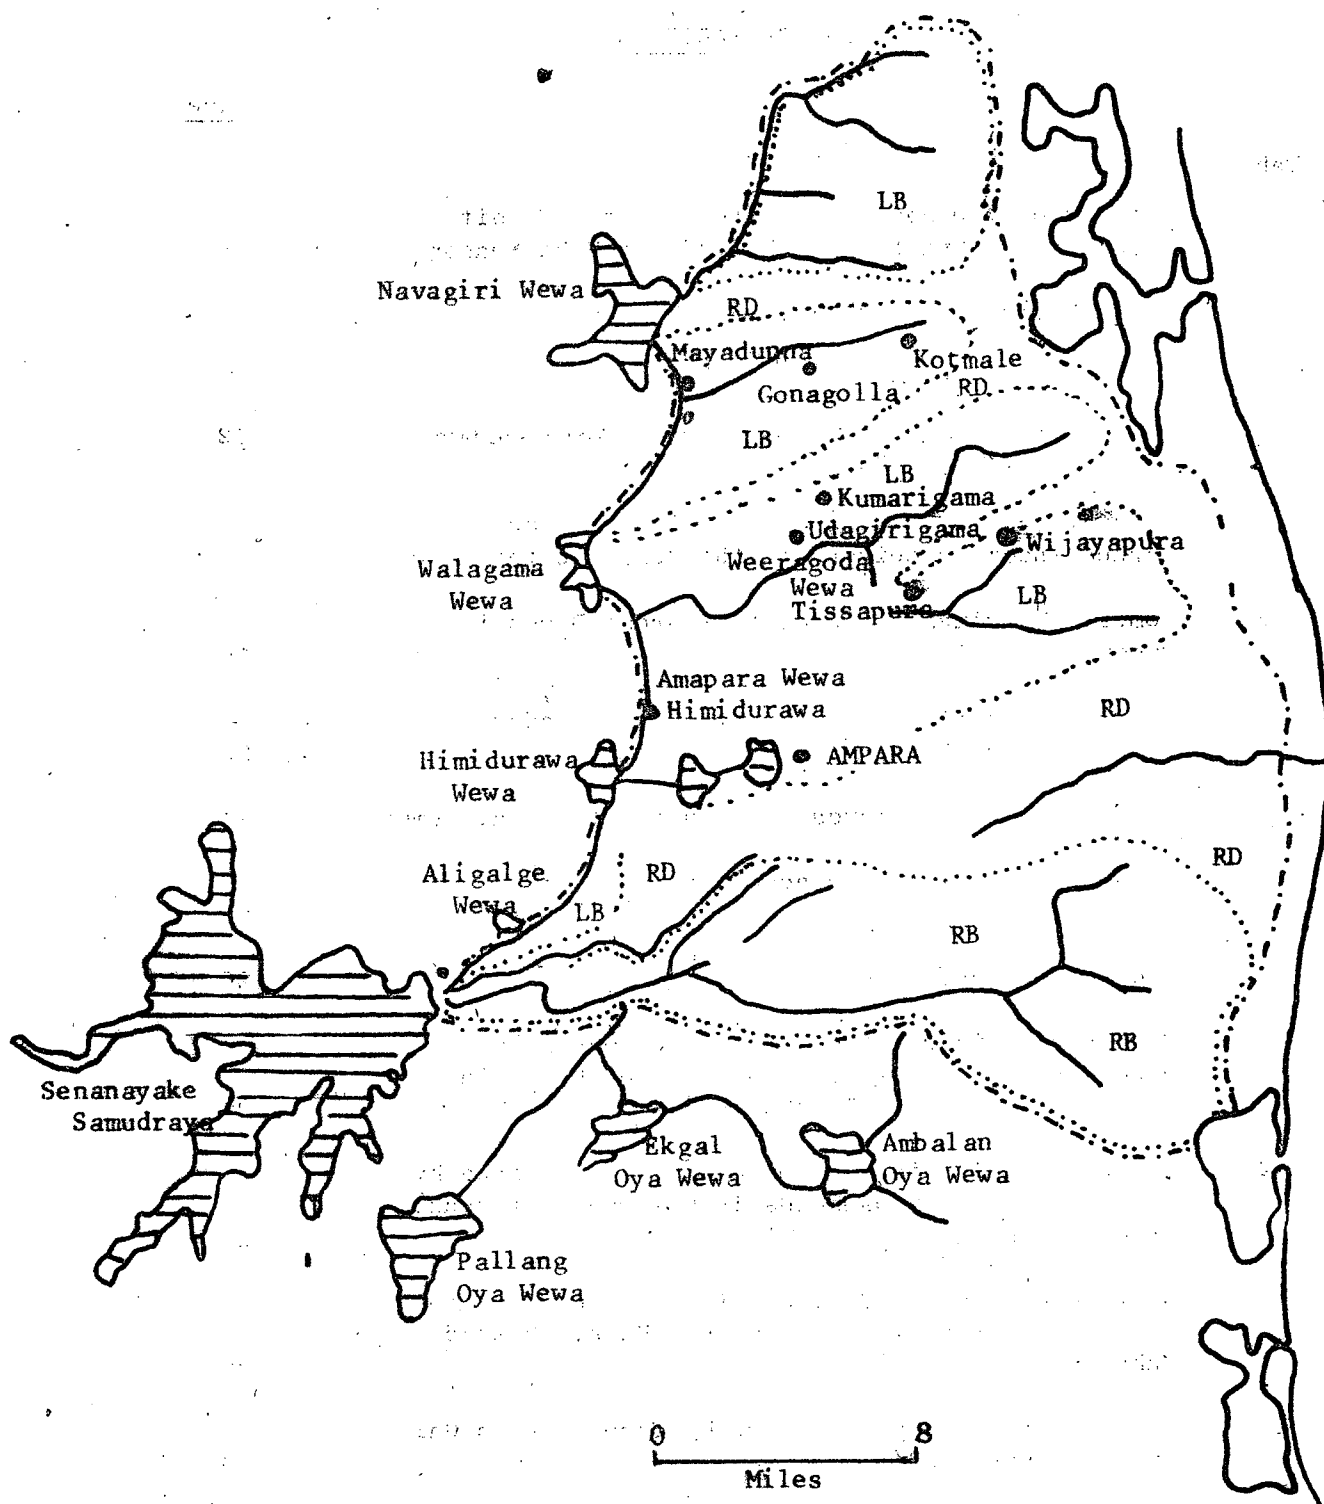 LB
Navagiri Wewa
RD
Mayadunna
Kotmale
Gonagolla
RD
LB
LB
Kumarigama
Udagirigama
Wijayapura
Weeragoda
Wewa
Walagama
Wewa
LB
Tissapura
Amapara Wewa
Himidurawa
RD
Himidurawa
Wewa
AMPARA
RD
Aligalge
Wewa
RD
LB
RB
RB
Senanayake
Samudraya
Ekgal
Oya Wewa
Ambalan
Oya Wewa
Pallang
Oya Wewa
0 8
Miles